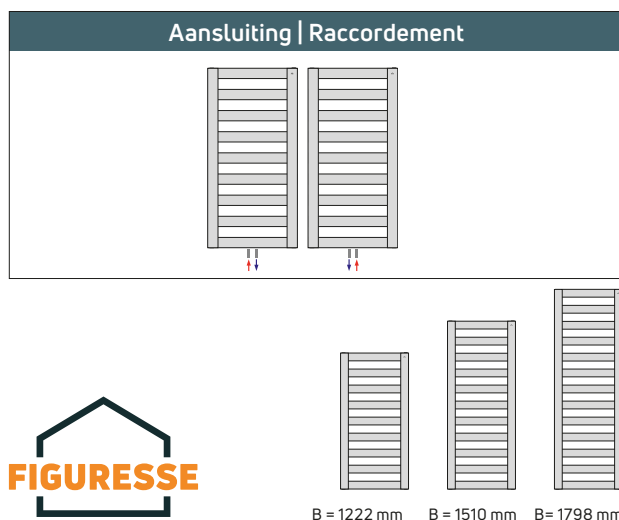 Aansluiting | Raccordement
FIGURESSE
B = 1222 mm B = 1510 mm B= 1798 mm